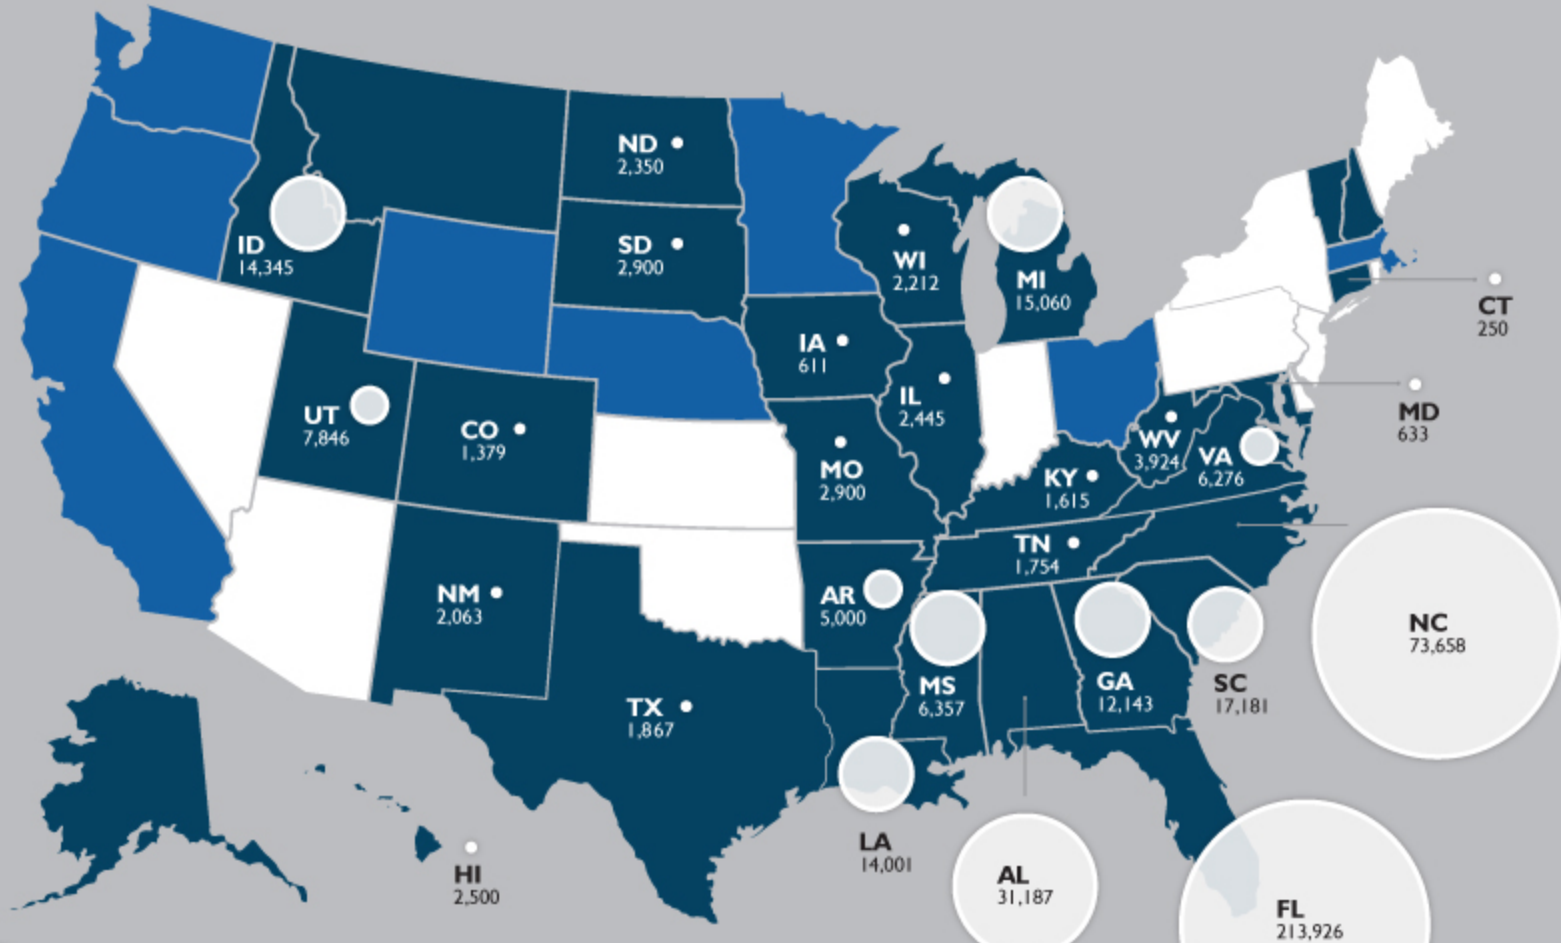 ND
2,350
ID
14,345
SD
2,900
WI
2,212
MI
15,060
CT
250
IA
611
UT
7,846
CO
1,379
IL
2,445
MD
633
MO
2,900
WV
3,924
VA
6,276
KY
1,615
TN
1,754
NM
2,063
AR
5,000
NC
73,658
TX
1,867
MS
6,357
GA
12,143
SC
17,181
LA
14,001
HI
2,500
AL
31,187
FL
213,926